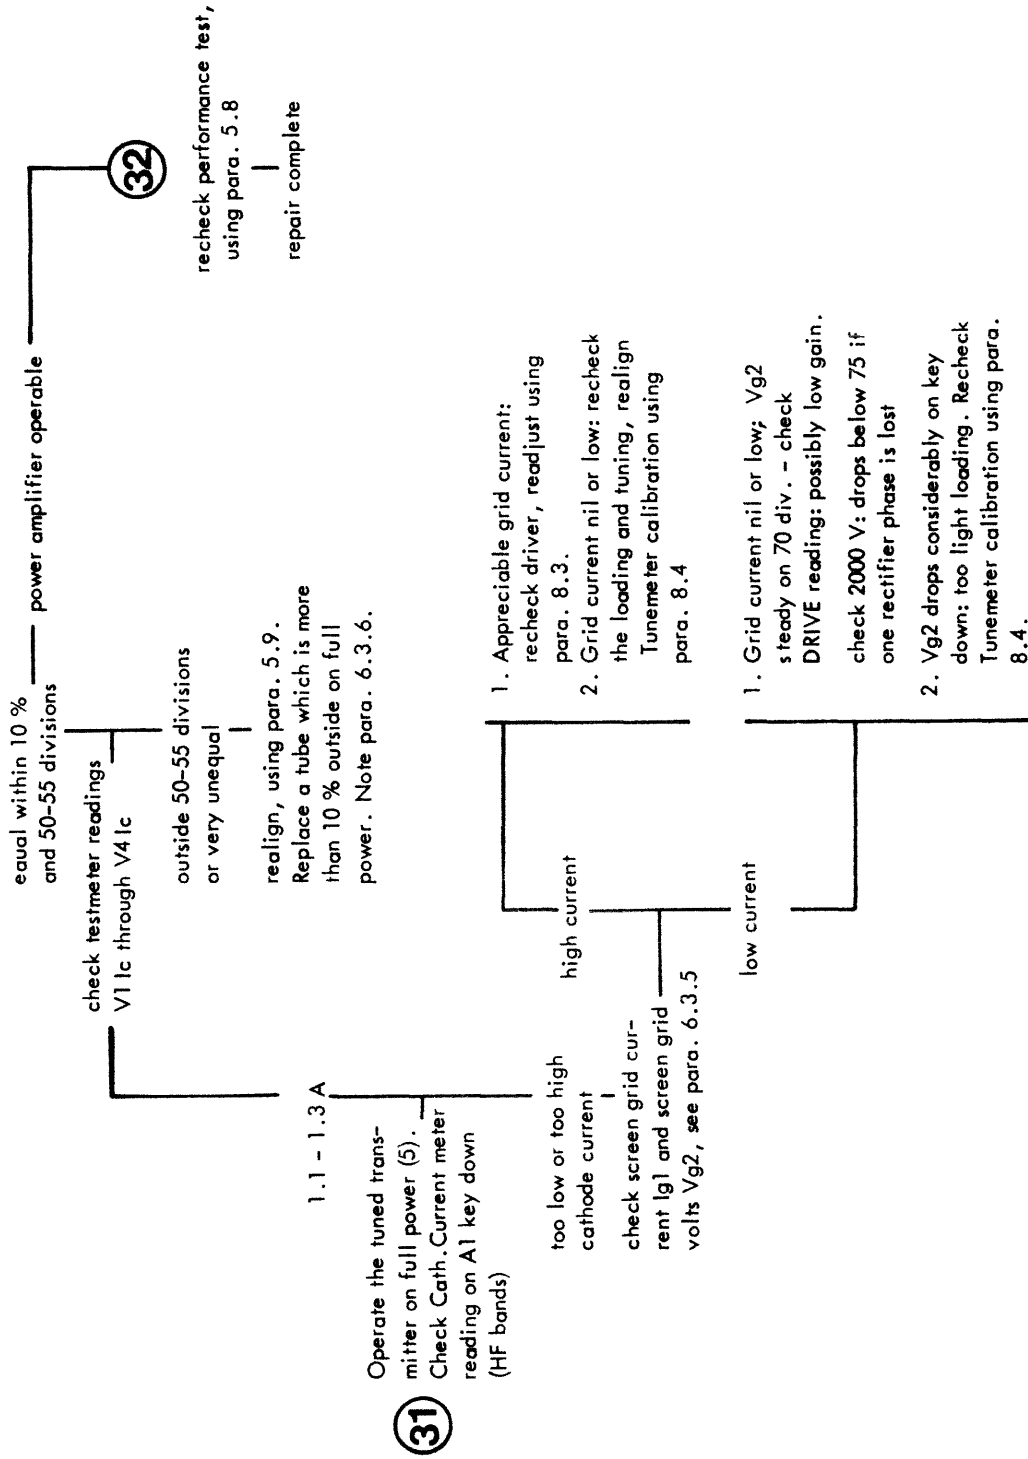 31
Operate the tuned trans-
mitter on full power (5).
Check Cath.Current meter
reading on A1 key down
(HF bands)
1.1 - 1.3 A
check testmeter readings
V1 Ic through V4 Ic
eaual within 10 %
and 50-55 divisions
power amplifier operable
32
recheck performance test,
using para. 5.8
repair complete
outside 50-55 divisions
or very unequal
realign, using para. 5.9.
Replace a tube which is more
than 10 % outside on full
power. Note para. 6.3.6.
too low or too high
cathode current
check screen grid cur-
rent Ig1 and screen grid
volts Vg2, see para. 6.3.5
high current
1. Appreciable grid current:
recheck driver, readjust using
para. 8.3.
2. Grid current nil or low: recheck
the loading and tuning, realign
Tunemeter calibration using
para. 8.4
low current
1. Grid current nil or low; Vg2
steady on 70 div. - check
DRIVE reading: possibly low gain.
check 2000 V: drops below 75 if
one rectifier phase is lost
2. Vg2 drops considerably on key
down: too light loading. Recheck
Tunemeter calibration using para.
8.4.